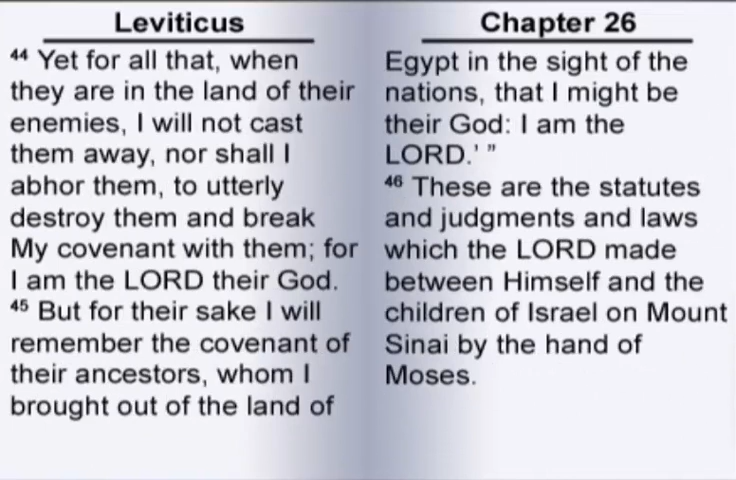 Leviticus
⁴⁴ Yet for all that, when
they are in the land of their
enemies, I will not cast
them away, nor shall I
abhor them, to utterly
destroy them and break
My covenant with them; for
I am the LORD their God.
⁴⁵ But for their sake I will
remember the covenant of
their ancestors, whom I
brought out of the land of
Chapter 26
Egypt in the sight of the
nations, that I might be
their God: I am the
LORD.' ”
⁴⁶ These are the statutes
and judgments and laws
which the LORD made
between Himself and the
children of Israel on Mount
Sinai by the hand of
Moses.